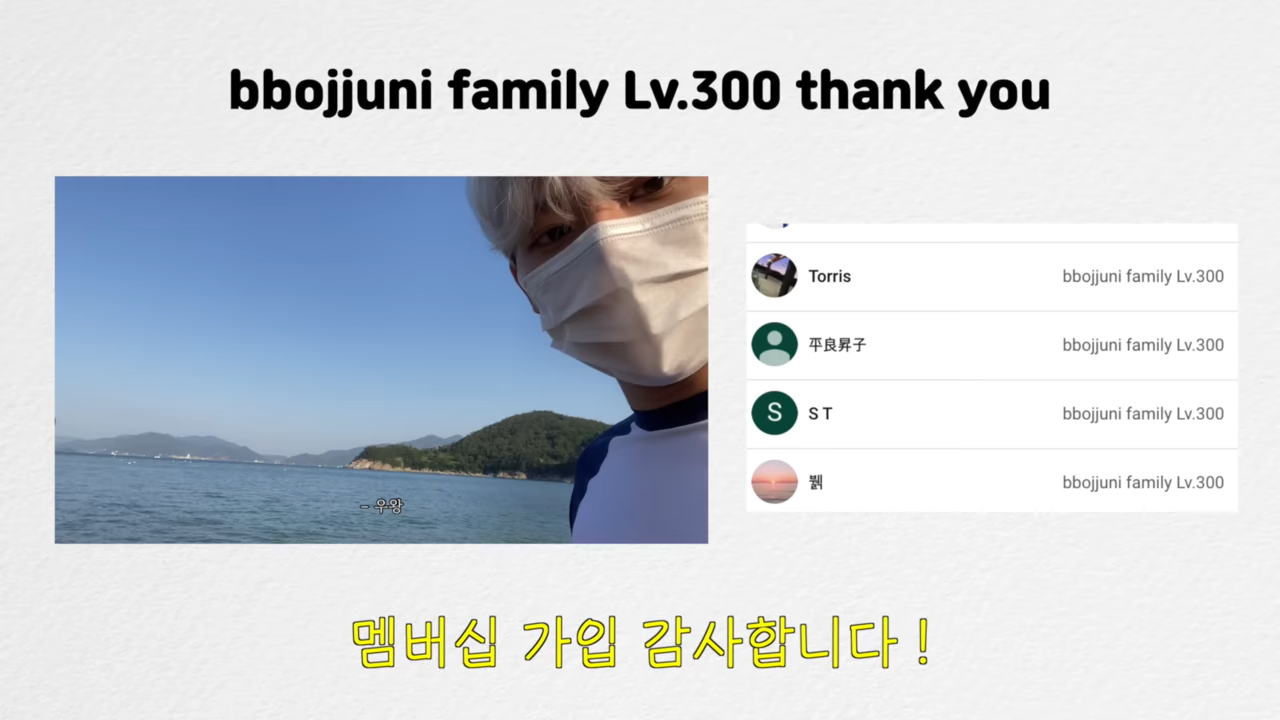 bbojjuni family Lv.300 thank you
Torris bbojjuni family Lv.300
平良昇子 bbojjuni family Lv.300
S
S T bbojjuni family Lv.300
뷁 bbojjuni family Lv.300
- 우왕
멤버십 가입 감사합니다 !